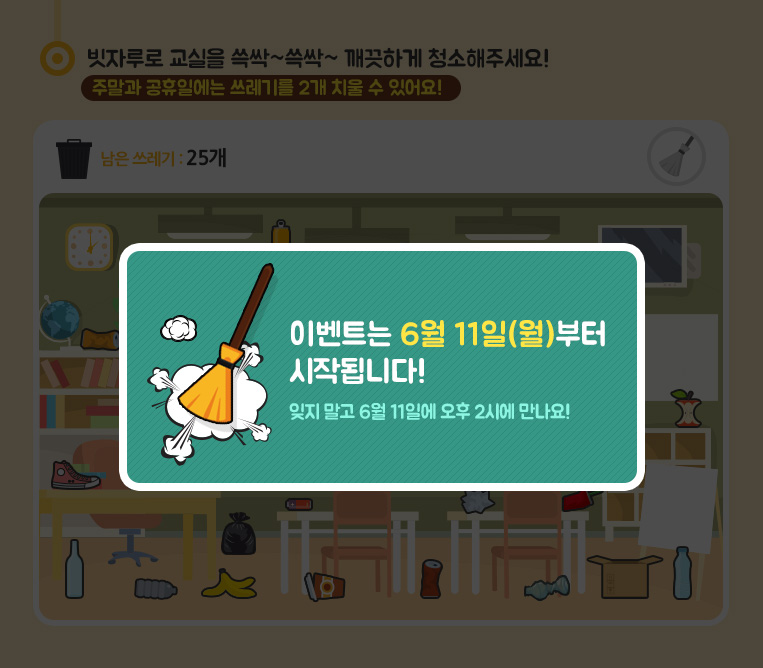 빗자루로 교실을 쓱싹~쓱싹~ 깨끗하게 청소해주세요!
주말과 공휴일에는 쓰레기를 2개 치울 수 있어요!
남은 쓰레기 : 25개
이벤트는 6월 11일(월)부터
시작됩니다!
잊지 말고 6월 11일에 오후 2시에 만나요!